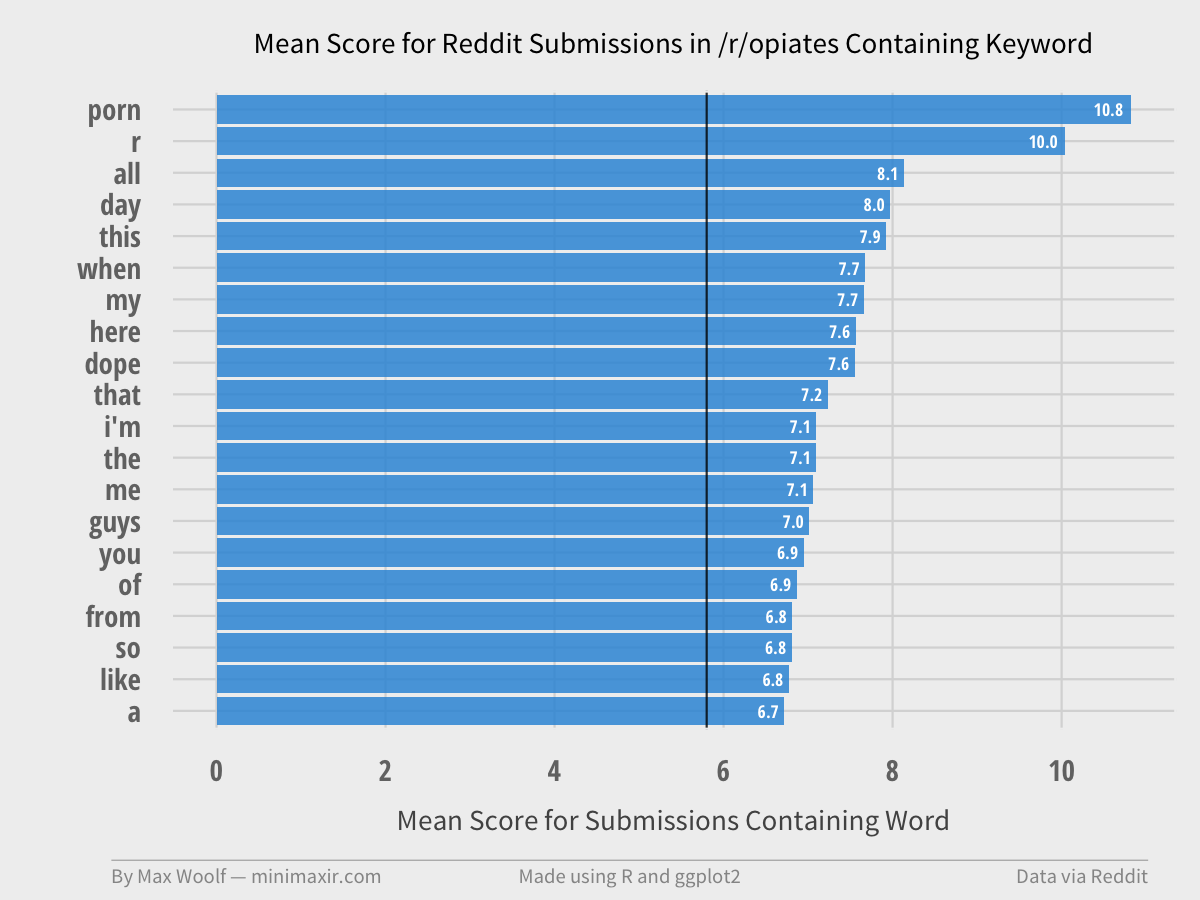 Mean Score for Reddit Submissions in /r/opiates Containing Keyword
porn 10.8
r 10.0
all 8.1
day 8.0
this 7.9
when 7.7
my 7.7
here 7.6
dope 7.6
that 7.2
i'm 7.1
the 7.1
me 7.1
guys 7.0
you 6.9
of 6.9
from 6.8
so 6.8
like 6.8
a 6.7
0 2 4 6 8 10
Mean Score for Submissions Containing Word
By Max Woolf — minimaxir.com Made using R and ggplot2 Data via Reddit